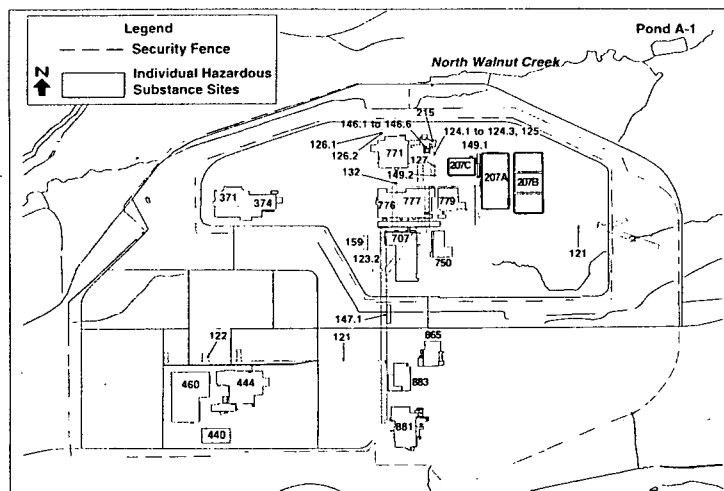 Legend
Security Fence
N
Individual Hazardous
Substance Sites
Pond A-1
North Walnut Creek
215
146.1 to 146.6
124.1 to 124.3, 125,
149.1
126.1
126.2
771
127
149.2
207C
207A
207B
132
371
374
776
777
779
159
707
123.2
750
121
147.1
122
121
865
460
444
883
440
881